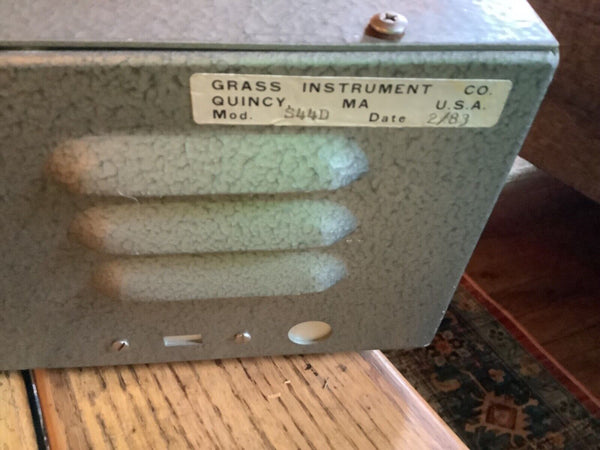 GRASS INSTRUMENT CO.
QUINCY, MA U.S.A.
Mod. S44D Date 2/83